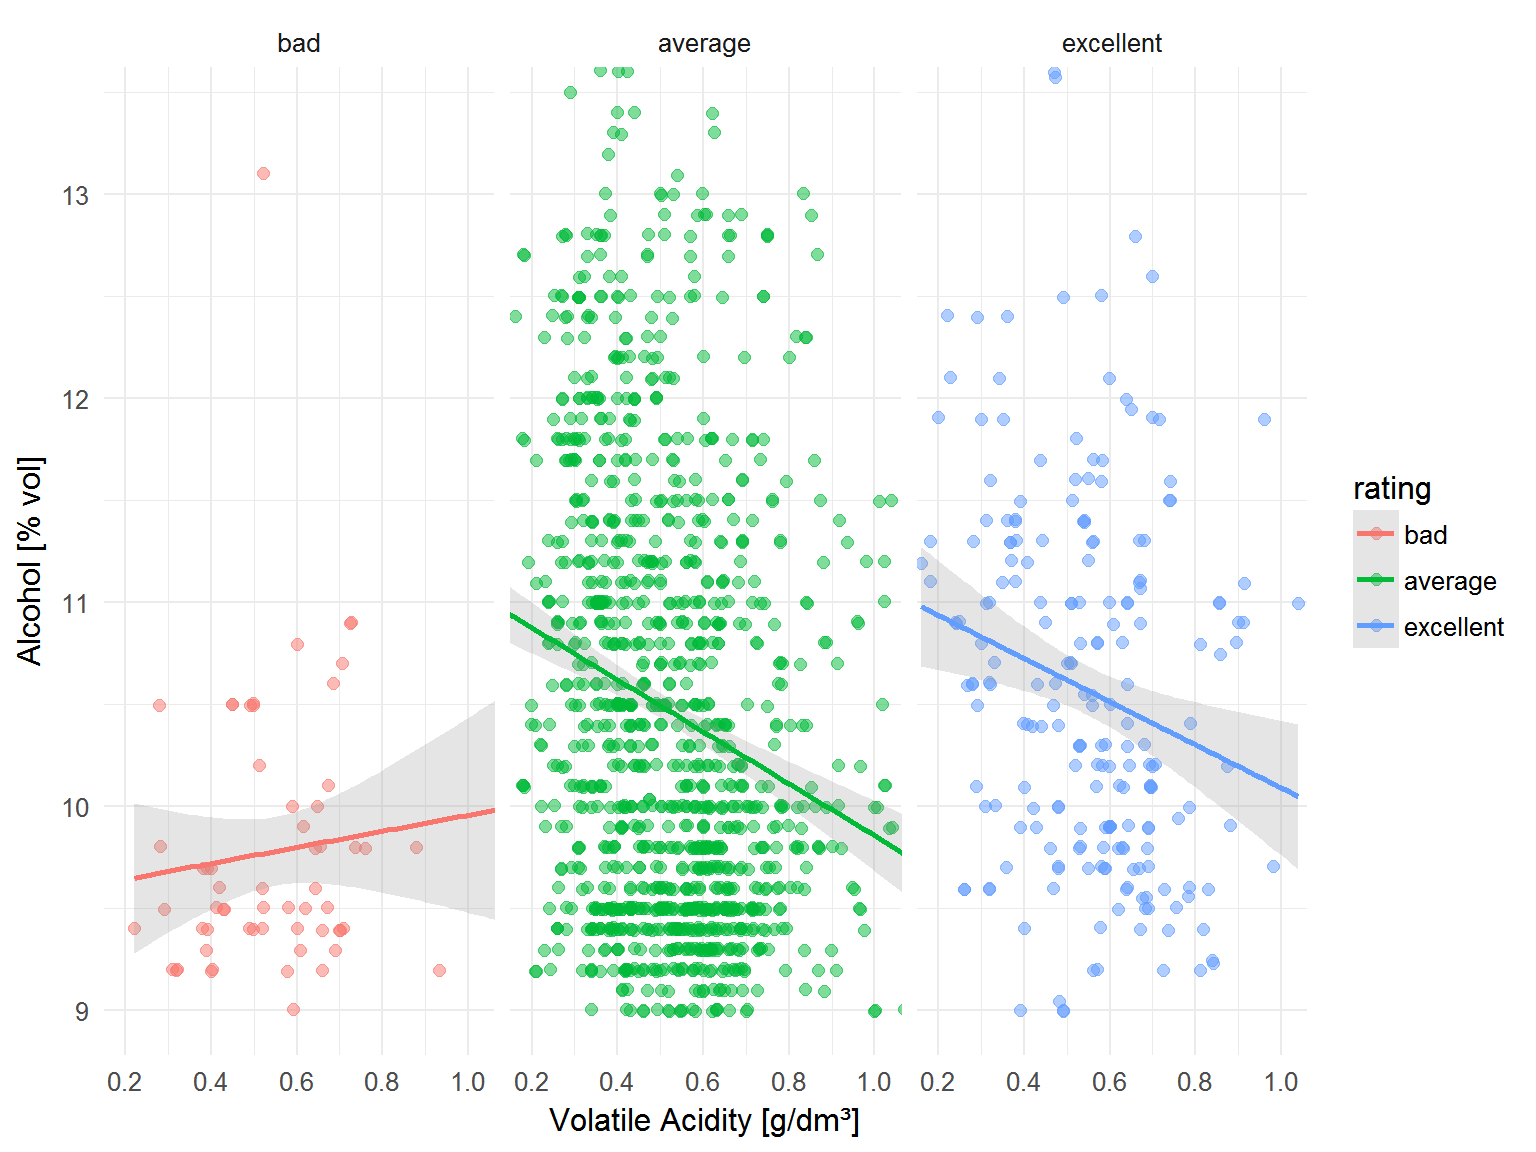 bad average excellent
Alcohol [% vol]
13
12
11
10
9
0.2 0.4 0.6 0.8 1.0 0.2 0.4 0.6 0.8 1.0 0.2 0.4 0.6 0.8 1.0
Volatile Acidity [g/dm³]
rating
bad
average
excellent